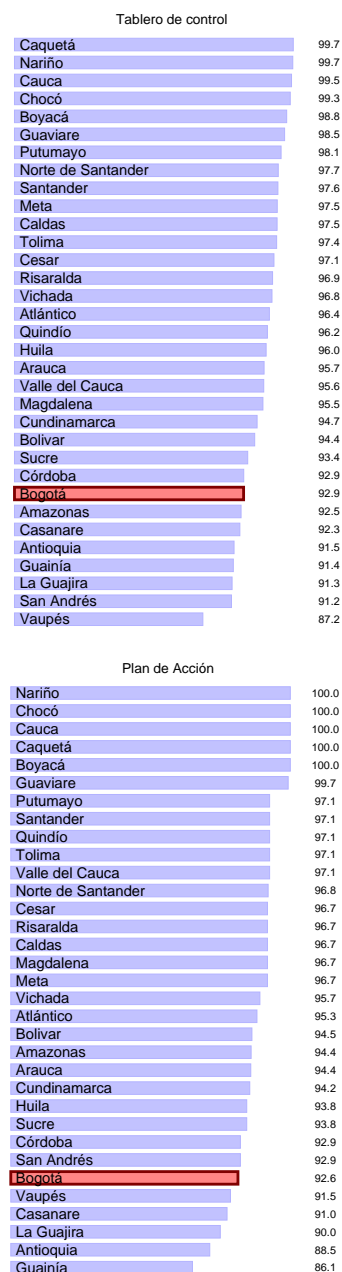 Tablero de control
Caquetá 99.7
Nariño 99.7
Cauca 99.5
Chocó 99.3
Boyacá 98.8
Guaviare 98.5
Putumayo 98.1
Norte de Santander 97.7
Santander 97.6
Meta 97.5
Caldas 97.5
Tolima 97.4
Cesar 97.1
Risaralda 96.9
Vichada 96.8
Atlántico 96.4
Quindío 96.2
Huila 96.0
Arauca 95.7
Valle del Cauca 95.6
Magdalena 95.5
Cundinamarca 94.7
Bolivar 94.4
Sucre 93.4
Córdoba 92.9
Bogotá 92.9
Amazonas 92.5
Casanare 92.3
Antioquia 91.5
Guainía 91.4
La Guajira 91.3
San Andrés 91.2
Vaupés 87.2
Plan de Acción
Nariño 100.0
Chocó 100.0
Cauca 100.0
Caquetá 100.0
Boyacá 100.0
Guaviare 99.7
Putumayo 97.1
Santander 97.1
Quindío 97.1
Tolima 97.1
Valle del Cauca 97.1
Norte de Santander 96.8
Cesar 96.7
Risaralda 96.7
Caldas 96.7
Magdalena 96.7
Meta 96.7
Vichada 95.7
Atlántico 95.3
Bolivar 94.5
Amazonas 94.4
Arauca 94.4
Cundinamarca 94.2
Huila 93.8
Sucre 93.8
Córdoba 92.9
San Andrés 92.9
Bogotá 92.6
Vaupés 91.5
Casanare 91.0
La Guajira 90.0
Antioquia 88.5
Guainía 86.1